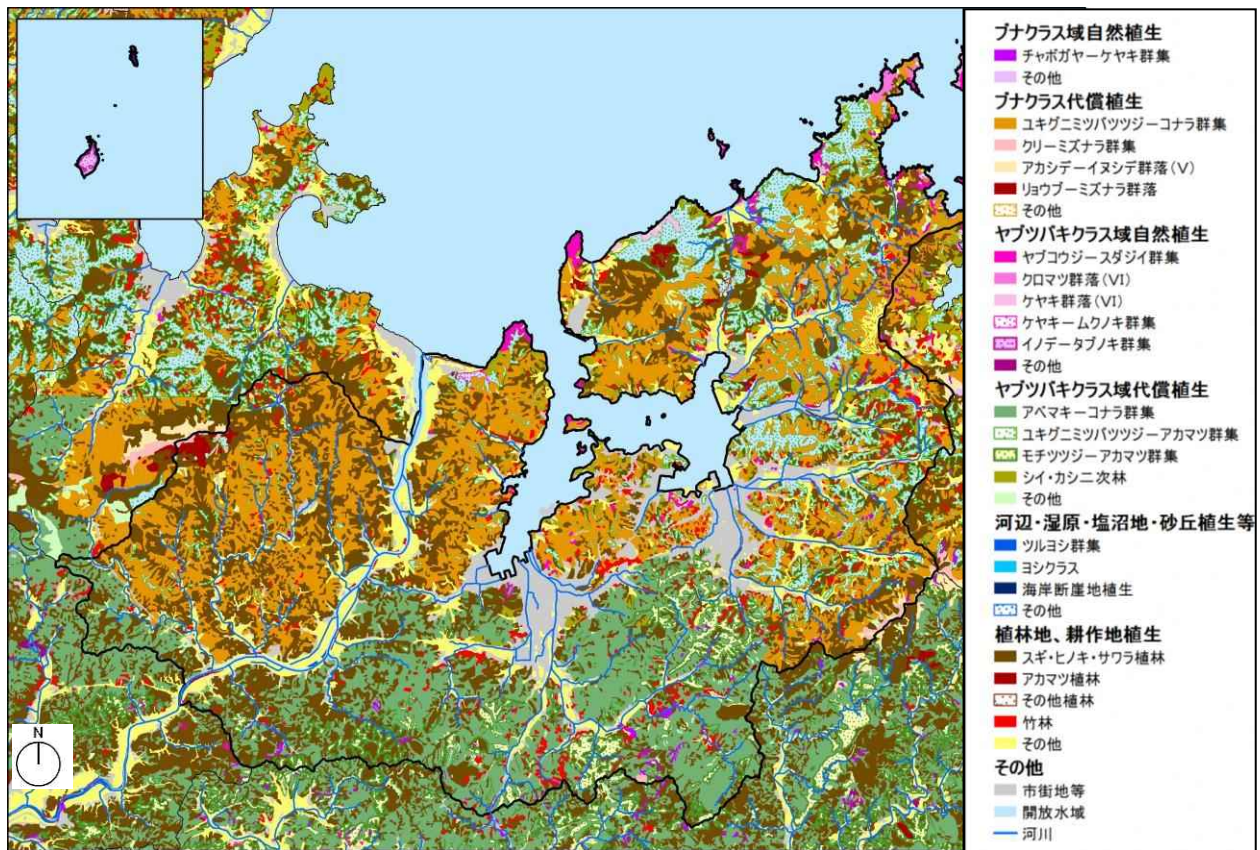 ブナクラス域自然植生
チャボガヤーケヤキ群集
その他
ブナクラス代償植生
ユキグニミツバツツジーコナラ群集
クリーミズナラ群集
アカシデーイヌシデ群落(V)
リョウブーミズナラ群落
その他
ヤブツバキクラス域自然植生
ヤブコウジースダジイ群集
クロマツ群落(VI)
ケヤキ群落(VI)
ケヤキームクノキ群集
イノデータブノキ群集
その他
ヤブツバキクラス域代償植生
アベマキーコナラ群集
ユキグニミツバツツジーアカマツ群集
モチツツジーアカマツ群集
シイ・カシ二次林
その他
河辺・湿原・塩沼地・砂丘植生等
ツルヨシ群集
ヨシクラス
海岸断崖地植生
その他
植林地、耕作地植生
スギ・ヒノキ・サワラ植林
アカマツ植林
その他植林
竹林
その他
その他
市街地等
開放水域
河川
N